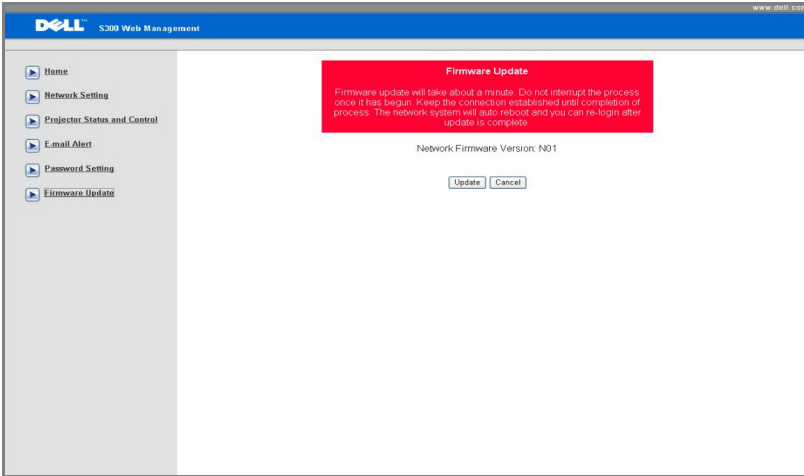 www.dell.com
DELL™ S300 Web Management
Home
Network Setting
Projector Status and Control
E-mail Alert
Password Setting
Firmware Update
Firmware Update
Firmware update will take about a minute. Do not interrupt the process
once it has begun. Keep the connection established until completion of
process. The network system will auto reboot and you can re-login after
update is complete.
Network Firmware Version: N01
Update Cancel